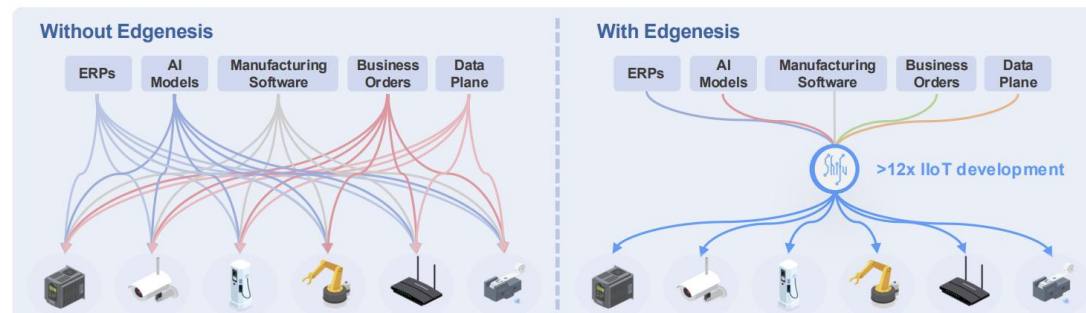 Without Edgenesis
ERPs
AI
Models
Manufacturing
Software
Business
Orders
Data
Plane
With Edgenesis
ERPs
AI
Models
Manufacturing
Software
Business
Orders
Data
Plane
Shifu
>12x IIoT development